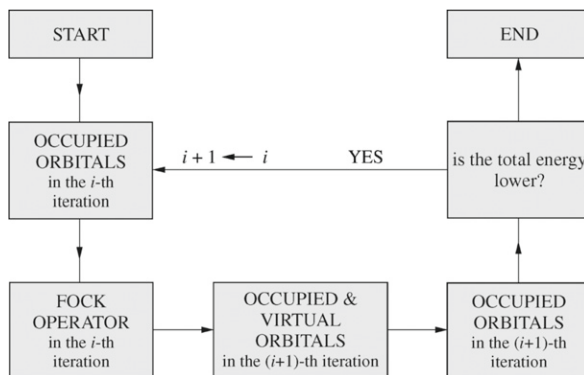 START
END
OCCUPIED
ORBITALS
in the i-th
iteration
i + 1 ← i
YES
is the total energy
lower?
FOCK
OPERATOR
in the i-th
iteration
OCCUPIED &
VIRTUAL
ORBITALS
in the (i+1)-th iteration
OCCUPIED
ORBITALS
in the (i+1)-th
iteration